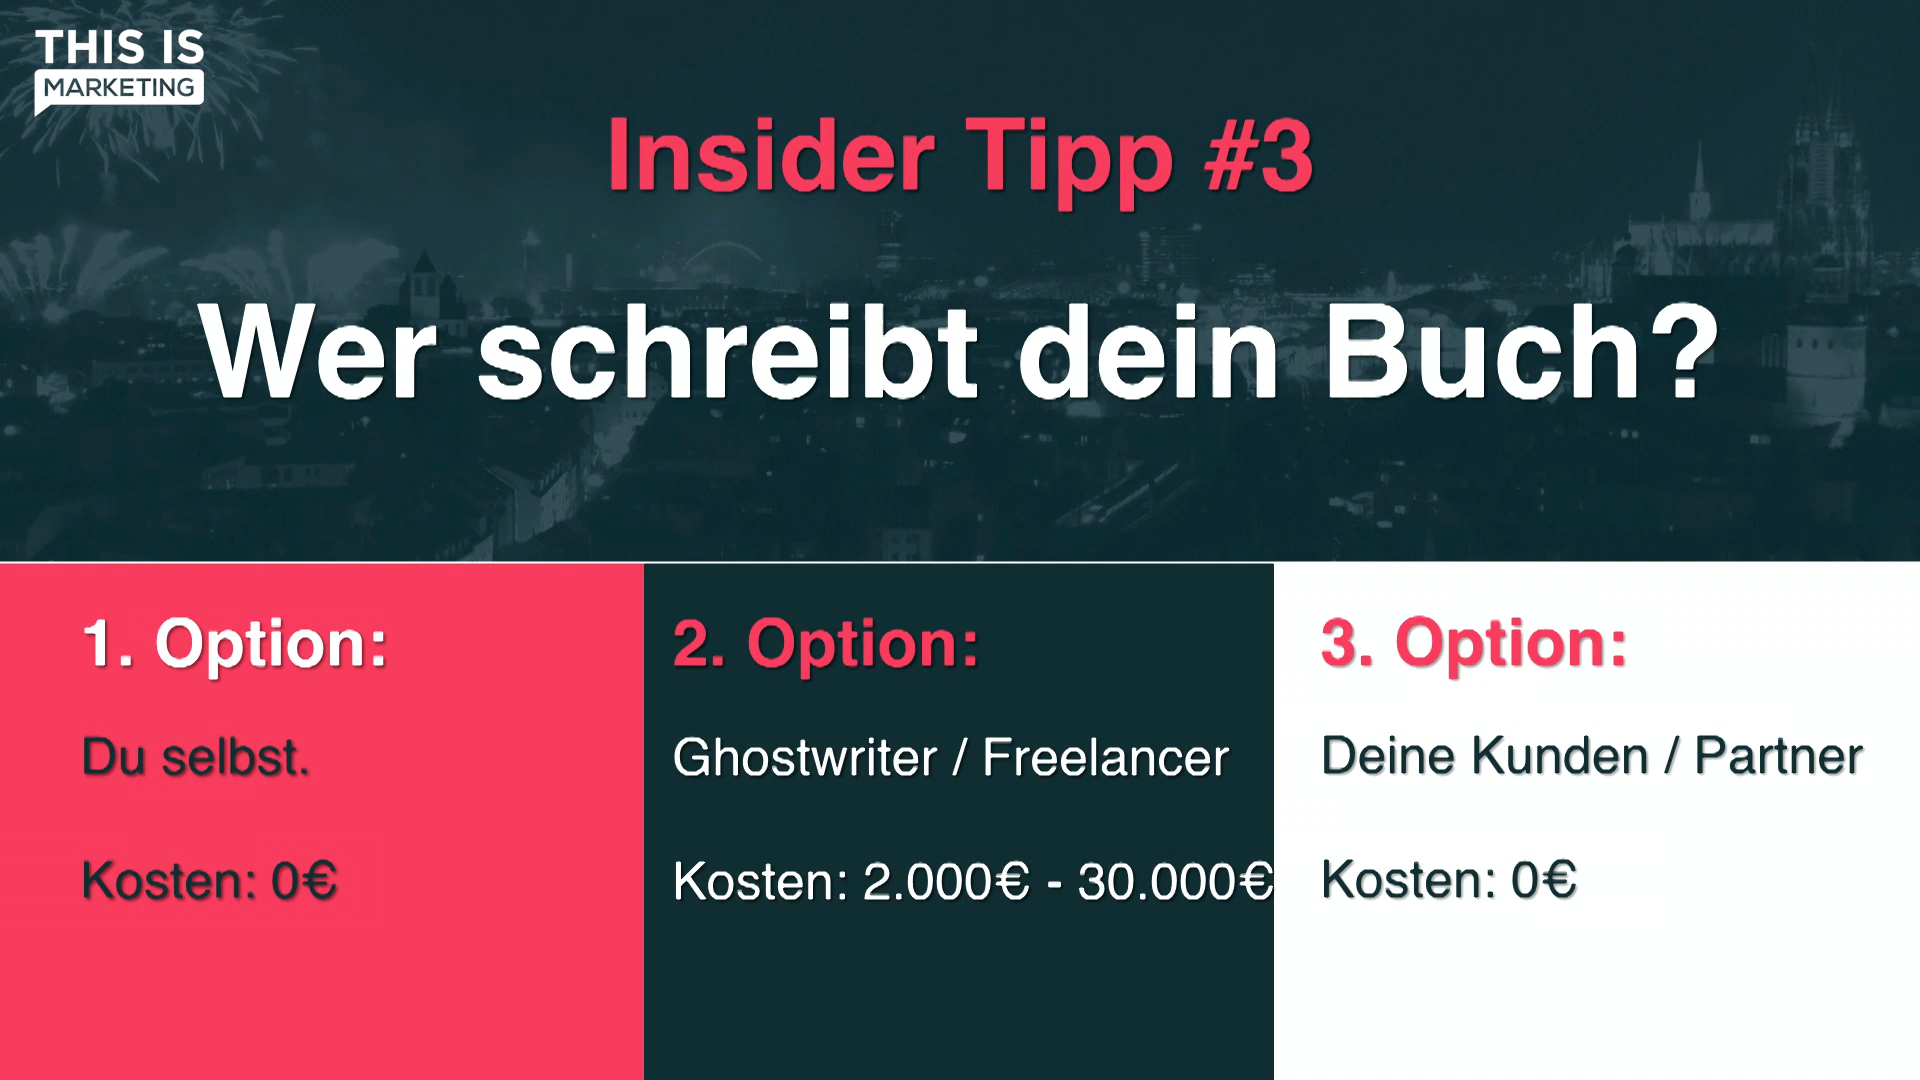 THIS IS
MARKETING
Insider Tipp #3
Wer schreibt dein Buch?
1. Option:
Du selbst.
Kosten: 0€
2. Option:
Ghostwriter / Freelancer
Kosten: 2.000€ - 30.000€
3. Option:
Deine Kunden / Partner
Kosten: 0€